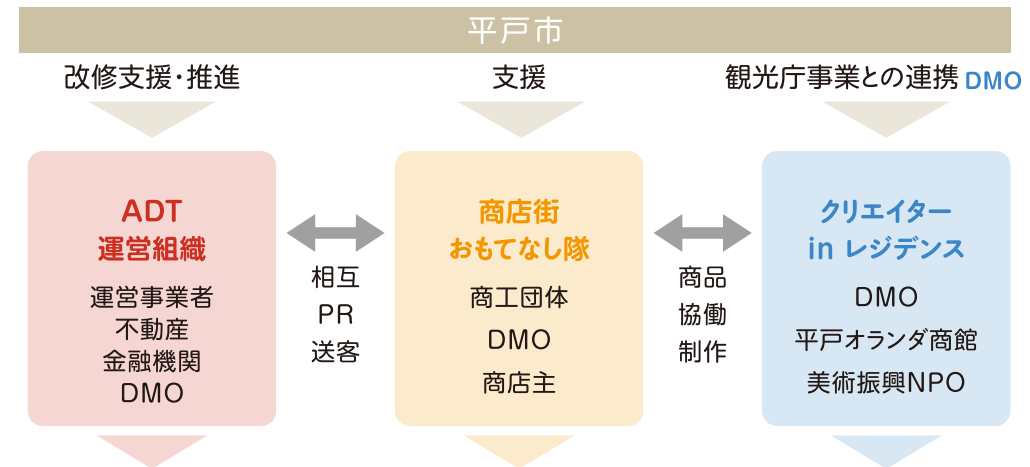 平戸市
改修支援・推進
支援
観光庁事業との連携 DMO
ADT
運営組織
運営事業者
不動産
金融機関
DMO
相互
PR
送客
商店街
おもてなし隊
商工団体
DMO
商店主
商品
協働
制作
クリエイター
in レジデンス
DMO
平戸オランダ商館
美術振興NPO